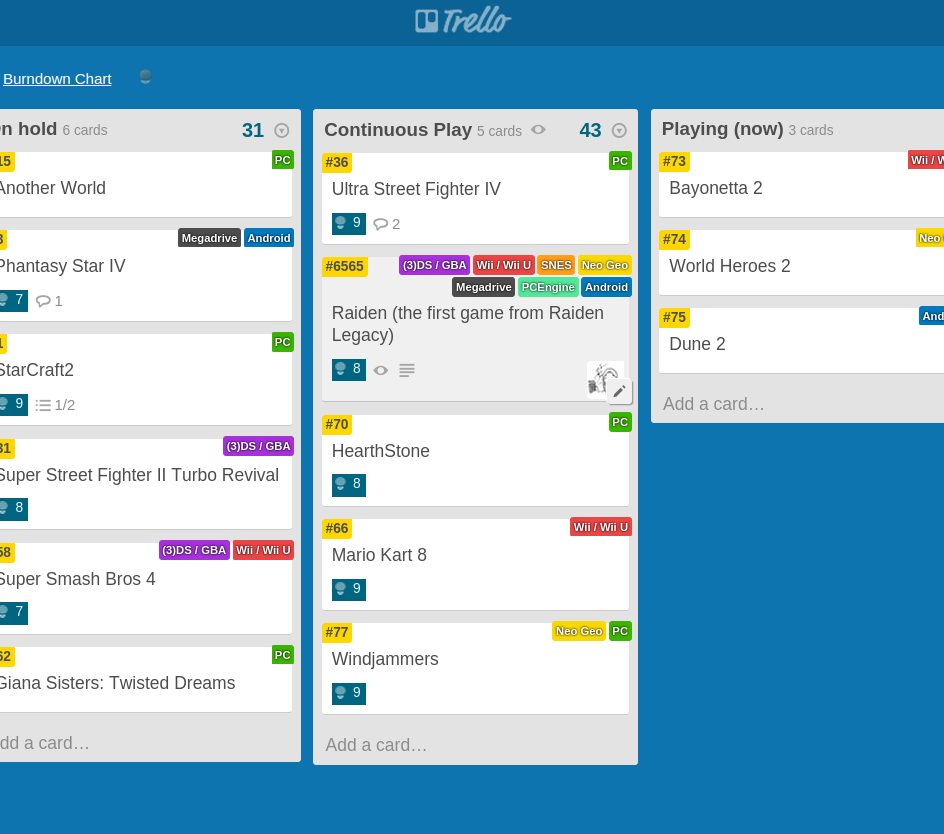 Trello
Burndown Chart
n hold 6 cards 31
15 PC
Another World
Megadrive Android
Phantasy Star IV
7 1
PC
StarCraft2
9 1/2
31 (3)DS / GBA
Super Street Fighter II Turbo Revival
8
58 (3)DS / GBA Wii / Wii U
Super Smash Bros 4
7
62 PC
Giana Sisters: Twisted Dreams
dd a card…
Continuous Play 5 cards 43
#36 PC
Ultra Street Fighter IV
9 2
#6565 (3)DS / GBA Wii / Wii U SNES Neo Geo
Megadrive PCEngine Android
Raiden (the first game from Raiden
Legacy)
8
#70 PC
HearthStone
8
#66 Wii / Wii U
Mario Kart 8
9
#77 Neo Geo PC
Windjammers
9
Add a card…
Playing (now) 3 cards
#73 Wii / W
Bayonetta 2
#74 Neo
World Heroes 2
#75 And
Dune 2
Add a card…